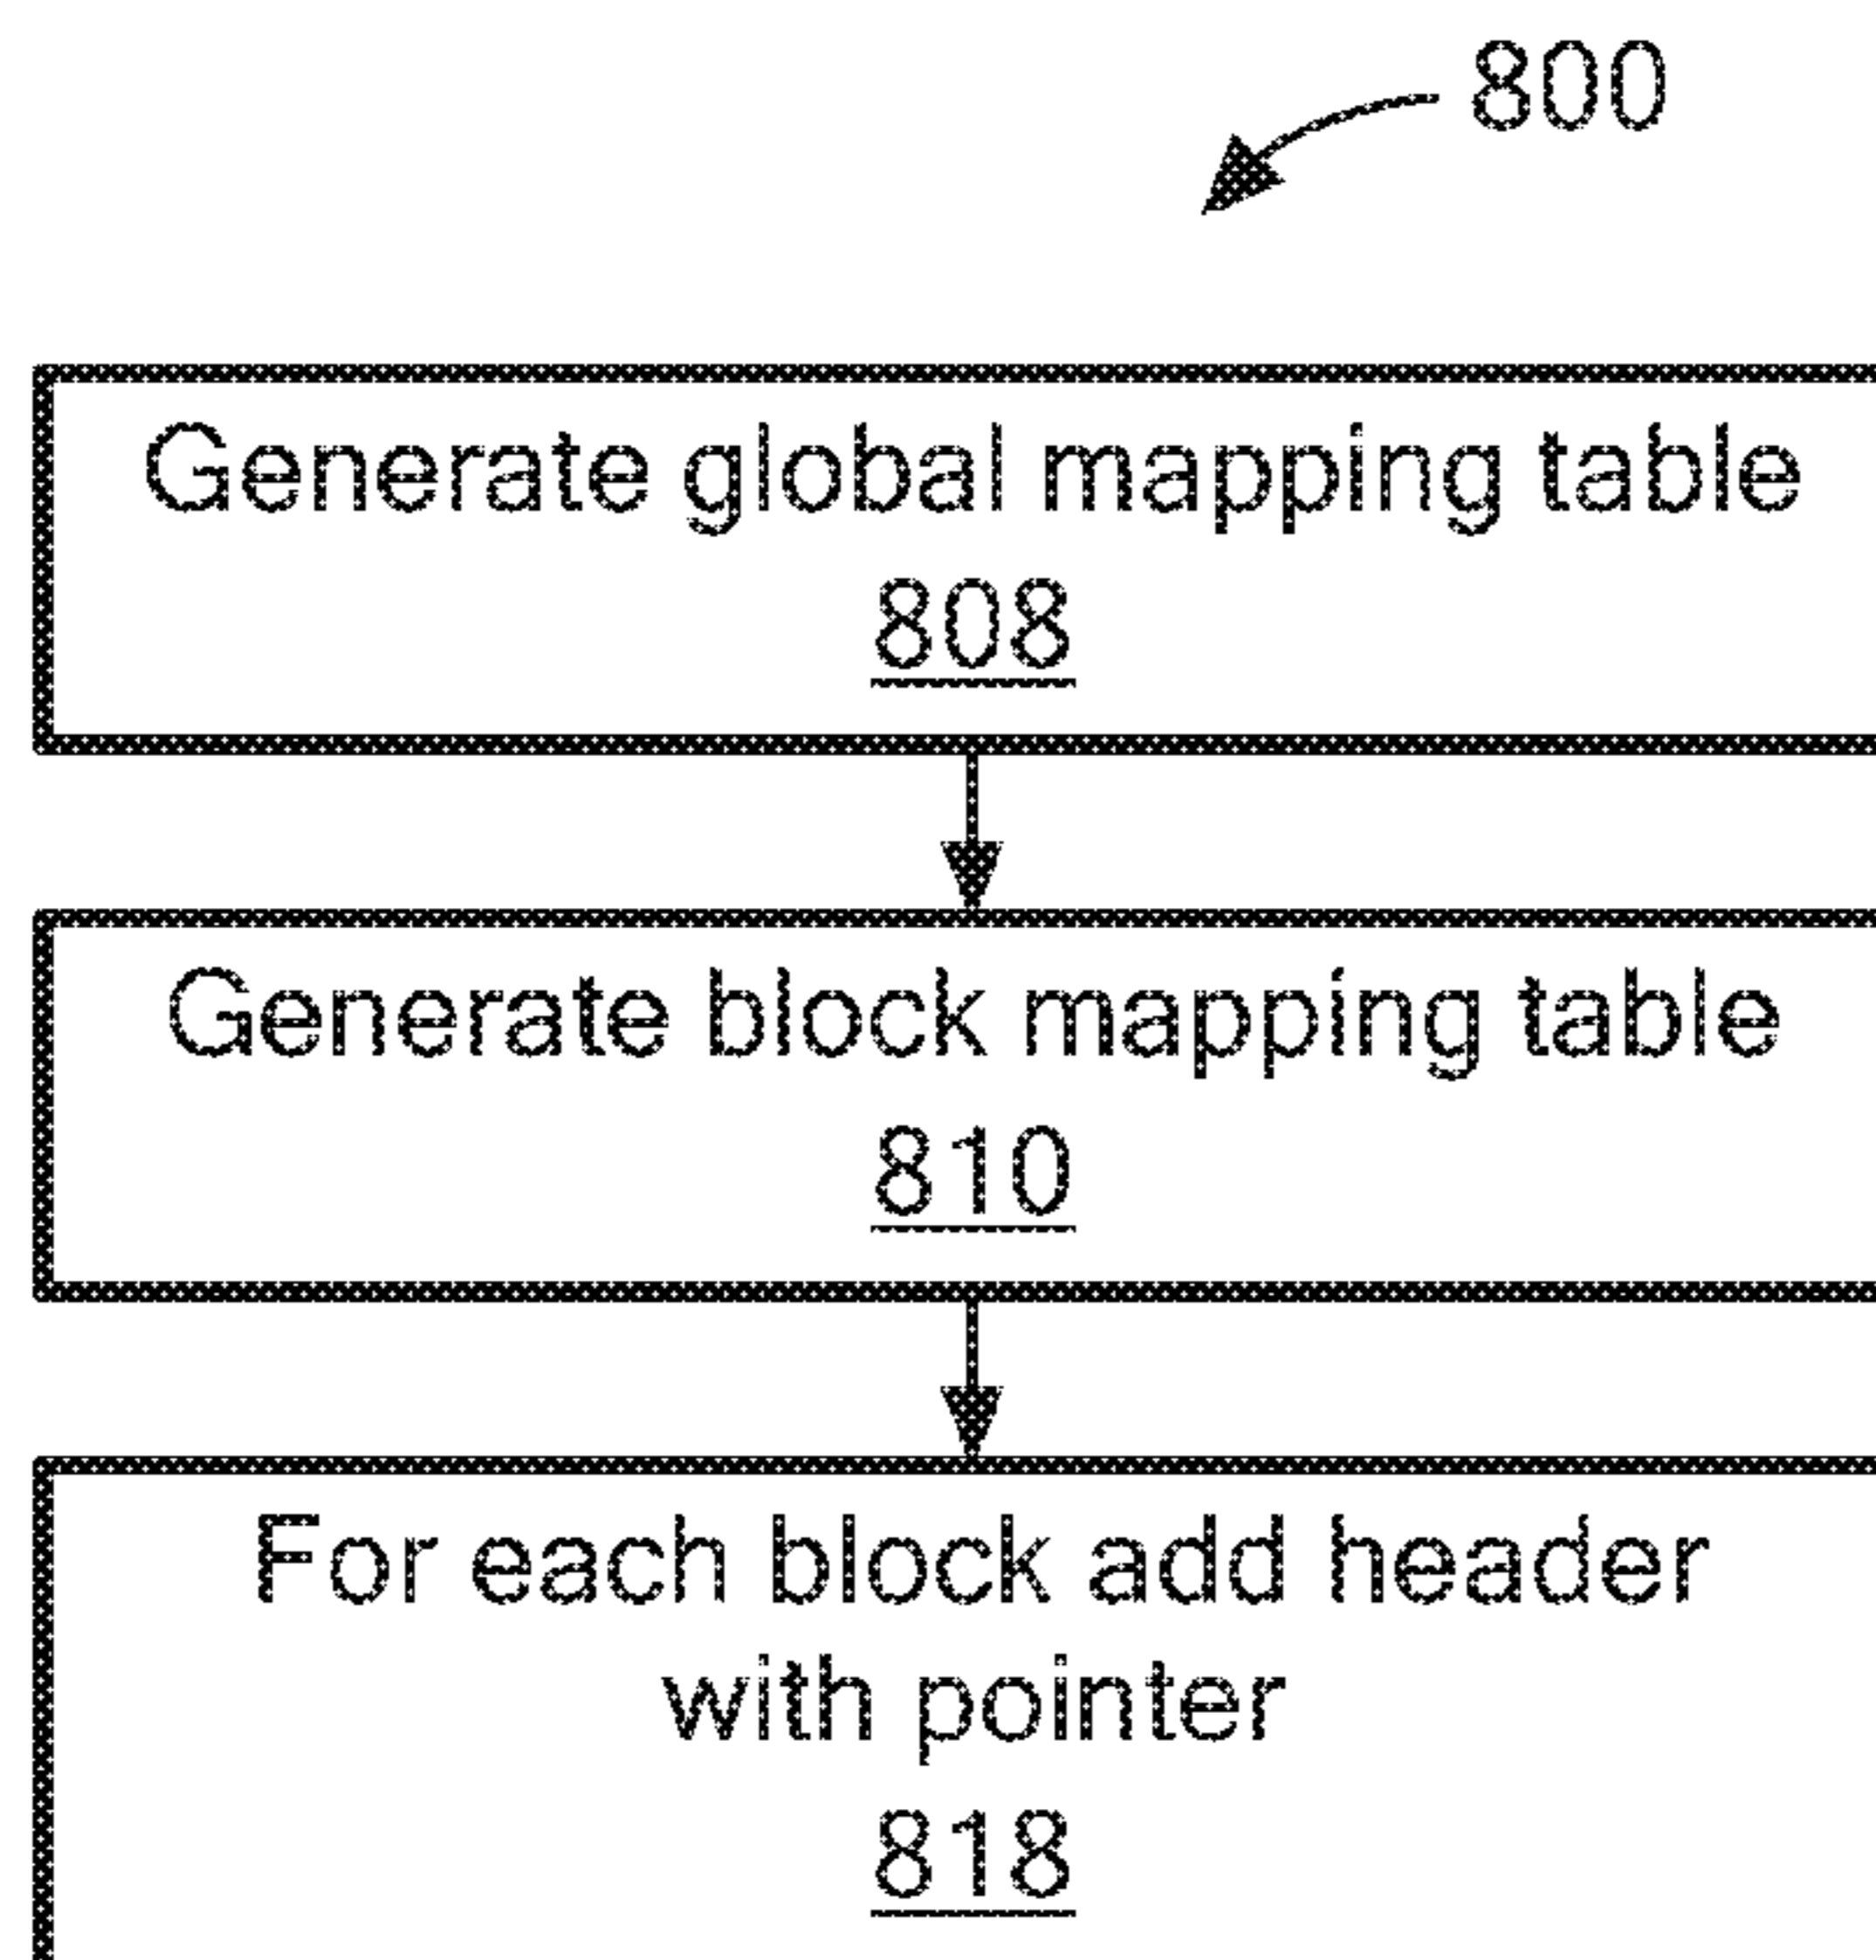 800
Generate global mapping table
808
Generate block mapping table
810
For each block add header
with pointer
818